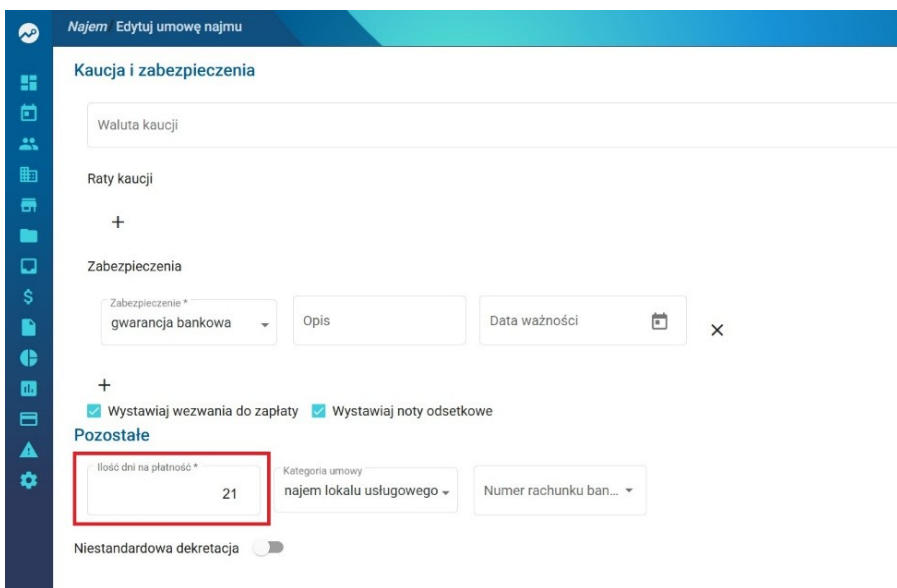 Najem / Edytuj umowę najmu
Kaucja i zabezpieczenia
Waluta kaucji
Raty kaucji
+
Zabezpieczenia
Zabezpieczenie *
gwarancja bankowa
Opis
Data ważności
+
Wystawiaj wezwania do zapłaty Wystawiaj noty odsetkowe
Pozostałe
Ilość dni na płatność *
21
Kategoria umowy
najem lokalu usługowego
Numer rachunku ban...
Niestandardowa dekretacja